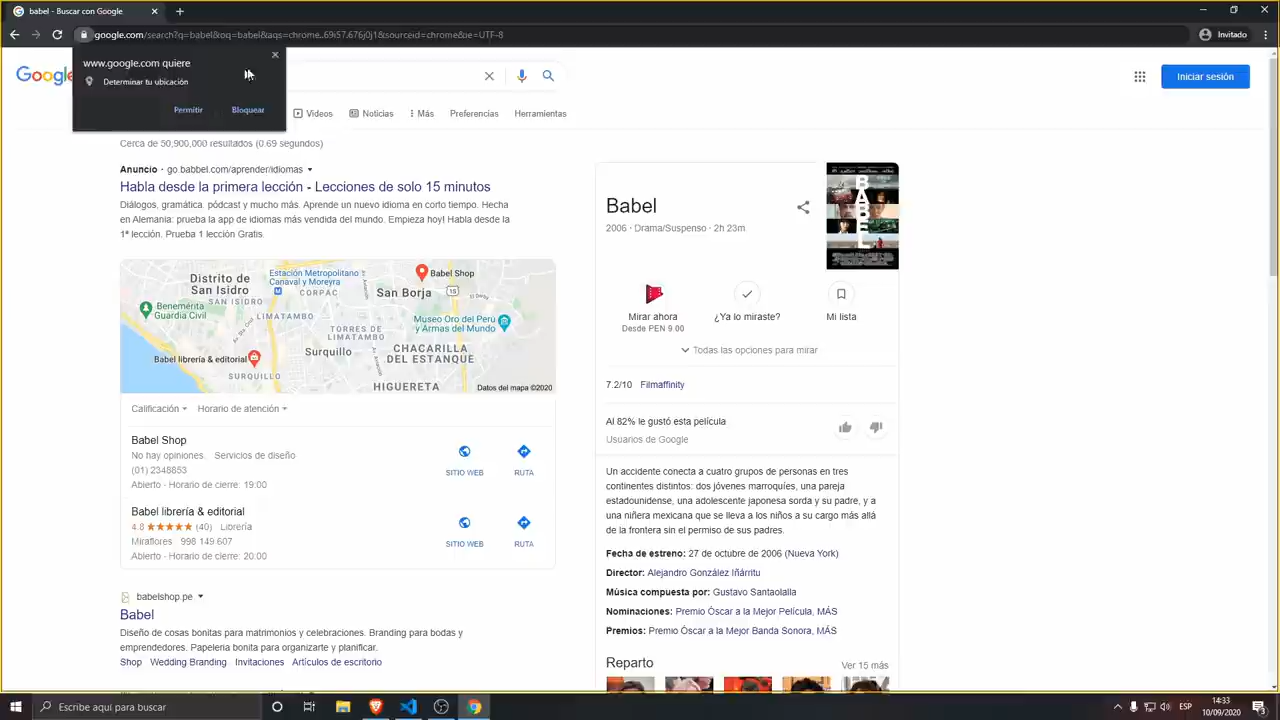 babel - Buscar con Google
google.com/search?q=babel&oq=babel&aqs=chrome..69i57.676j0j1&sourceid=chrome&ie=UTF-8
Invitado
www.google.com quiere
Determinar tu ubicación
Permitir
Bloquear
Google
Videos
Noticias
Más
Preferencias
Herramientas
Iniciar sesión
Cerca de 50,900,000 resultados (0.69 segundos)
Anuncio · go.babbel.com/aprender/idiomas
Habla desde la primera lección - Lecciones de solo 15 minutos
Diálogos, gramática, pódcast y mucho más. Aprende un nuevo idioma en corto tiempo. Hecha
en Alemania: prueba la app de idiomas más vendida del mundo. Empieza hoy! Habla desde la
1ª lección. Prueba 1 lección Gratis.
Distrito de
San Isidro
SAN ISIDRO
Estación Metropolitano
Canaval y Moreyra
CORPAC
Babel Shop
San Borja
15
Benemérita
Guardia Civil
LIMATAMBO
Museo Oro del Perú
y Armas del Mundo
TORRES DE
LIMATAMBO
Babel librería & editorial
Surquillo
CHACARILLA
DEL ESTANQUE
SURQUILLO
HIGUERETA
Datos del mapa ©2020
Calificación
Horario de atención
Babel Shop
No hay opiniones Servicios de diseño
(01) 2348853
Abierto · Horario de cierre: 19:00
SITIO WEB
RUTA
Babel librería & editorial
4.8 (40) Librería
Miraflores 998 149 607
Abierto · Horario de cierre: 20:00
SITIO WEB
RUTA
babelshop.pe
Babel
Diseño de cosas bonitas para matrimonios y celebraciones. Branding para bodas y
emprendedores. Papeleria bonita para organizarte y planificar.
Shop Wedding Branding Invitaciones Artículos de escritorio
Babel
2006 · Drama/Suspenso · 2h 23m
BABEL
Mirar ahora
Desde PEN 9.00
¿Ya lo miraste?
Mi lista
Todas las opciones para mirar
7.2/10 Filmaffinity
Al 82% le gustó esta película
Usuarios de Google
Un accidente conecta a cuatro grupos de personas en tres
continentes distintos: dos jóvenes marroquíes, una pareja
estadounidense, una adolescente japonesa sorda y su padre, y a
una niñera mexicana que se lleva a los niños a su cargo más allá
de la frontera sin el permiso de sus padres.
Fecha de estreno: 27 de octubre de 2006 (Nueva York)
Director: Alejandro González Iñárritu
Música compuesta por: Gustavo Santaolalla
Nominaciones: Premio Óscar a la Mejor Película, MÁS
Premios: Premio Óscar a la Mejor Banda Sonora, MÁS
Reparto
Ver 15 más
Escribe aquí para buscar
ESP
14:33
10/09/2020